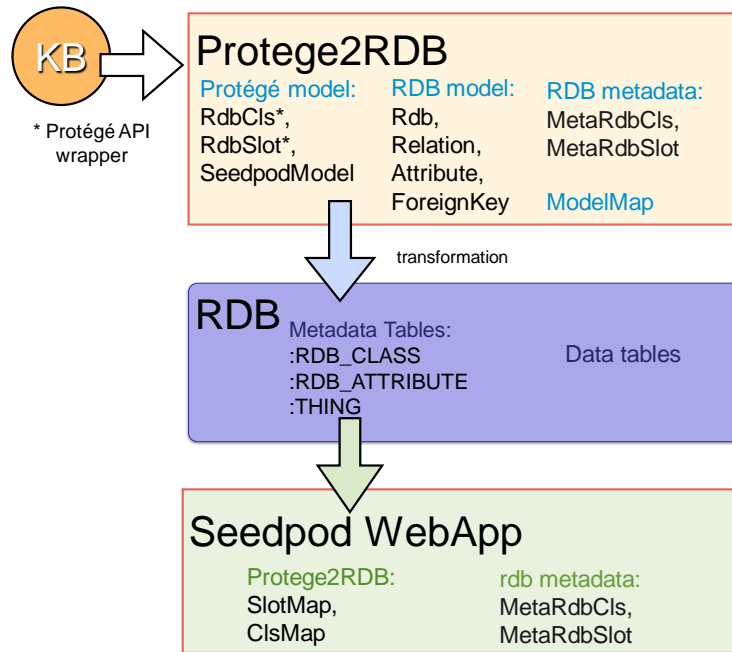 KB
* Protégé API
wrapper
Protege2RDB
Protégé model:
RdbCls*,
RdbSlot*,
SeedpodModel
RDB model:
Rdb,
Relation,
Attribute,
ForeignKey
RDB metadata:
MetaRdbCls,
MetaRdbSlot
ModelMap
transformation
RDB
Metadata Tables:
:RDB_CLASS
:RDB_ATTRIBUTE
:THING
Data tables
Seedpod WebApp
Protege2RDB:
SlotMap,
ClsMap
rdb metadata:
MetaRdbCls,
MetaRdbSlot